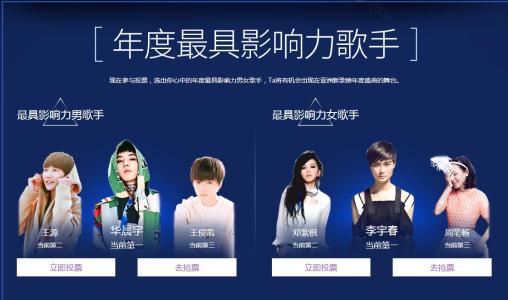 [ 年度最具影响力歌手 ]
现在参与投票，选出你心中的年度最具影响力男女歌手，Ta将有机会出现在亚洲新歌榜年度盛典的舞台。
最具影响力男歌手
王源
当前第二
华晨宇
当前第一
王俊凯
当前第三
立即投票
去抢票
最具影响力女歌手
邓紫棋
当前第二
李宇春
当前第一
周笔畅
当前第三
立即投票
去抢票